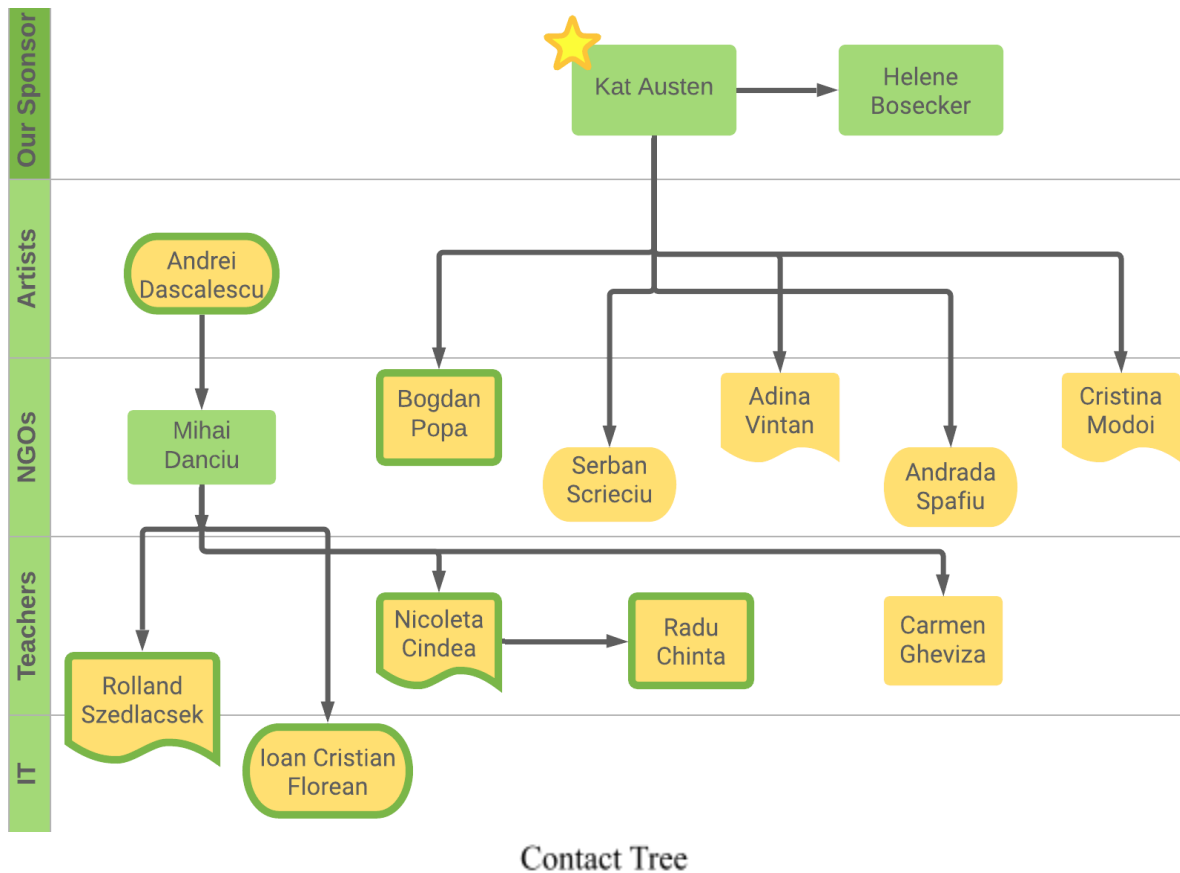 Our Sponsor
Kat Austen
Helene
Bosecker
Artists
Andrei
Dascalescu
NGOs
Mihai
Danciu
Bogdan
Popa
Serban
Scrieciu
Adina
Vintan
Andrada
Spafiu
Cristina
Modoi
Teachers
Rolland
Szedlacsek
Nicoleta
Cindea
Radu
Chinta
Carmen
Gheviza
IT
Ioan Cristian
Florean
Contact Tree